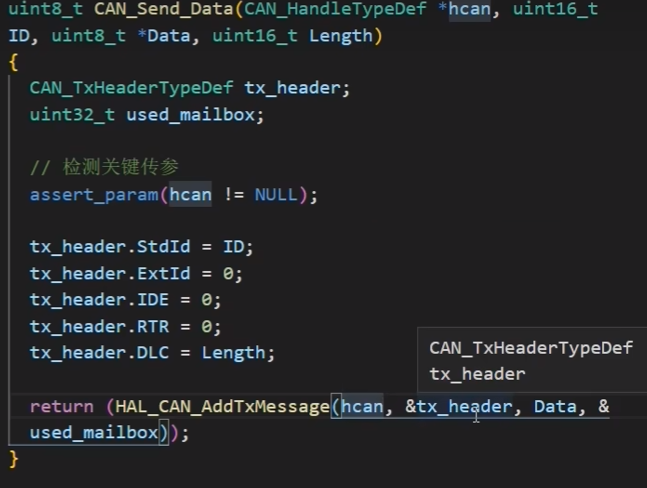 uint8_t CAN_Send_Data(CAN_HandleTypeDef *hcan, uint16_t
ID, uint8_t *Data, uint16_t Length)
{
CAN_TxHeaderTypeDef tx_header;
uint32_t used_mailbox;
// 检测关键传参
assert_param(hcan != NULL);
tx_header.StdId = ID;
tx_header.ExtId = 0;
tx_header.IDE = 0;
tx_header.RTR = 0;
tx_header.DLC = Length;
CAN_TxHeaderTypeDef
tx_header
return (HAL_CAN_AddTxMessage(hcan, &tx_header, Data, &
used_mailbox));
}